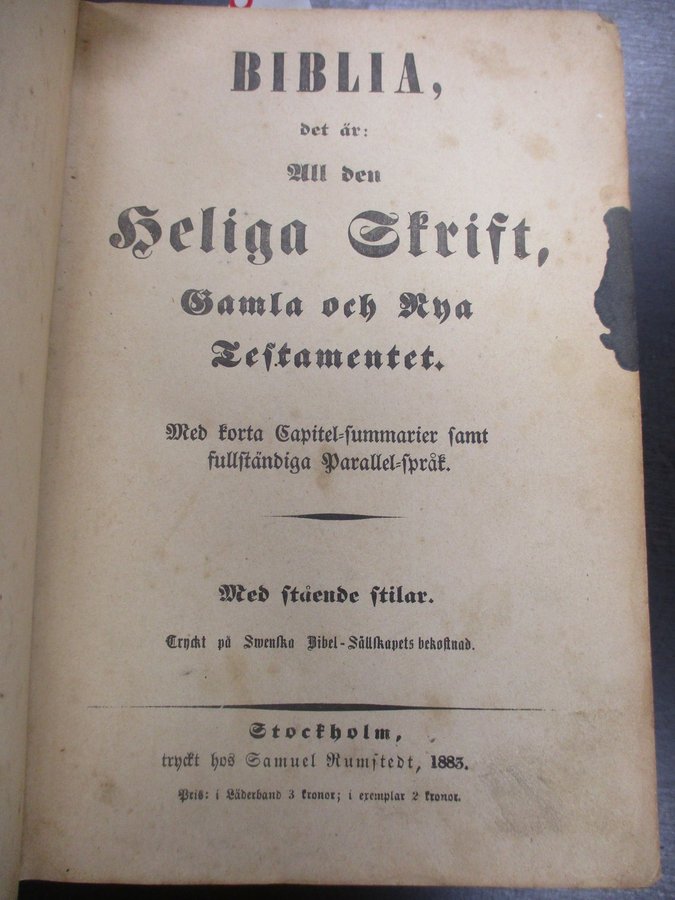 BIBLIA,
det är:
All den
Heliga Skrift,
Gamla och Nya
Testamentet.
Med korta Capitel-summarier samt
fullständiga Parallel-språk.
Med stående stilar.
Tryckt på Swenska Bibel-Sällskapets bekostnad.
Stockholm,
tryckt hos Samuel Rumstedt, 1883.
Pris: i Läderband 3 kronor; i exemplar 2 kronor.